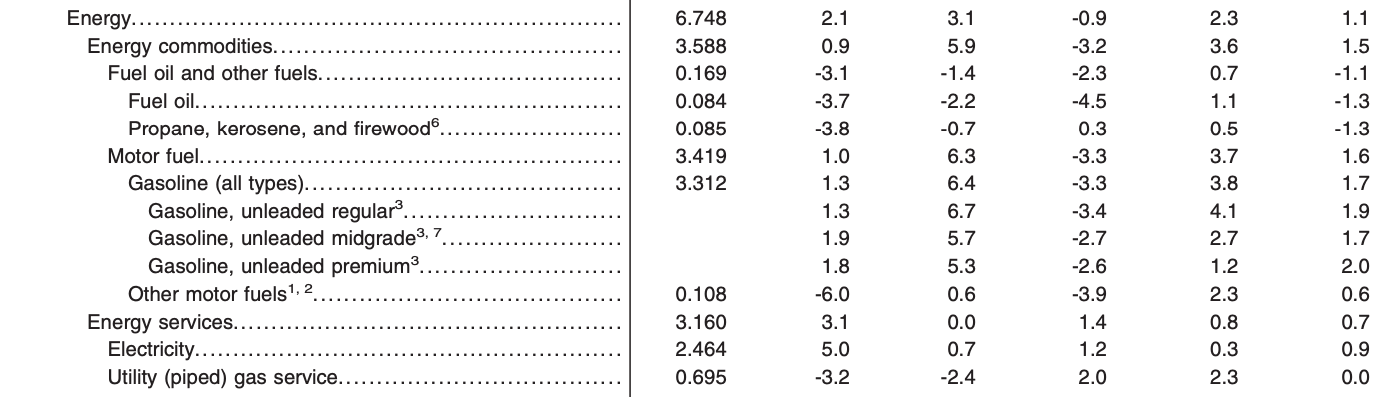 Energy............................................................ 6.748 2.1 3.1 -0.9 2.3 1.1
Energy commodities............................................. 3.588 0.9 5.9 -3.2 3.6 1.5
Fuel oil and other fuels....................................... 0.169 -3.1 -1.4 -2.3 0.7 -1.1
Fuel oil....................................................... 0.084 -3.7 -2.2 -4.5 1.1 -1.3
Propane, kerosene, and firewood⁶........................ 0.085 -3.8 -0.7 0.3 0.5 -1.3
Motor fuel...................................................... 3.419 1.0 6.3 -3.3 3.7 1.6
Gasoline (all types)......................................... 3.312 1.3 6.4 -3.3 3.8 1.7
Gasoline, unleaded regular³............................ 1.3 6.7 -3.4 4.1 1.9
Gasoline, unleaded midgrade³, ⁷....................... 1.9 5.7 -2.7 2.7 1.7
Gasoline, unleaded premium³.......................... 1.8 5.3 -2.6 1.2 2.0
Other motor fuels¹, ²........................................ 0.108 -6.0 0.6 -3.9 2.3 0.6
Energy services.................................................. 3.160 3.1 0.0 1.4 0.8 0.7
Electricity....................................................... 2.464 5.0 0.7 1.2 0.3 0.9
Utility (piped) gas service.................................... 0.695 -3.2 -2.4 2.0 2.3 0.0